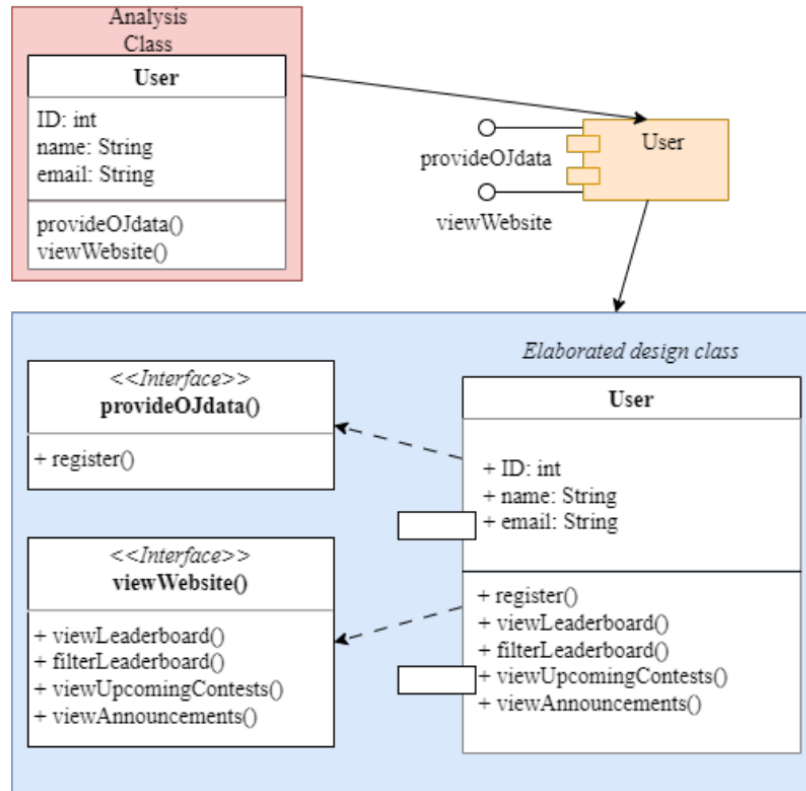 Analysis
Class
User
ID: int
name: String
email: String
provideOJdata()
viewWebsite()
User
provideOJdata
viewWebsite
Elaborated design class
<<Interface>>
provideOJdata()
+ register()
<<Interface>>
viewWebsite()
+ viewLeaderboard()
+ filterLeaderboard()
+ viewUpcomingContests()
+ viewAnnouncements()
User
+ ID: int
+ name: String
+ email: String
+ register()
+ viewLeaderboard()
+ filterLeaderboard()
+ viewUpcomingContests()
+ viewAnnouncements()